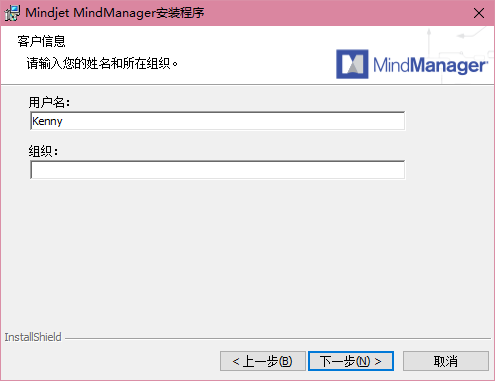 Mindjet MindManager安装程序
客户信息
请输入您的姓名和所在组织。
MindManager
用户名:
Kenny
组织:
InstallShield
< 上一步(B)
下一步(N) >
取消